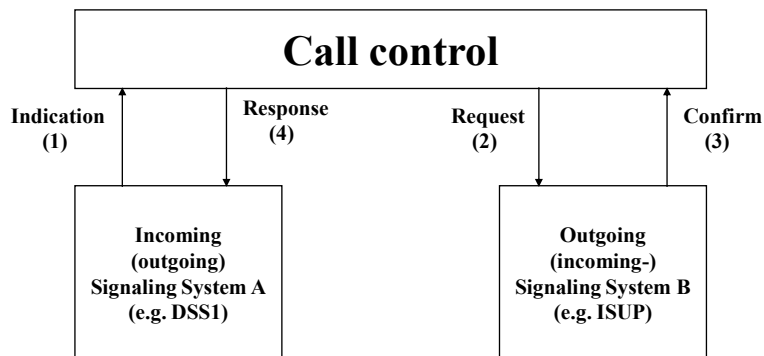 Call control
Indication
(1)
Response
(4)
Request
(2)
Confirm
(3)
Incoming
(outgoing)
Signaling System A
(e.g. DSS1)
Outgoing
(incoming-)
Signaling System B
(e.g. ISUP)